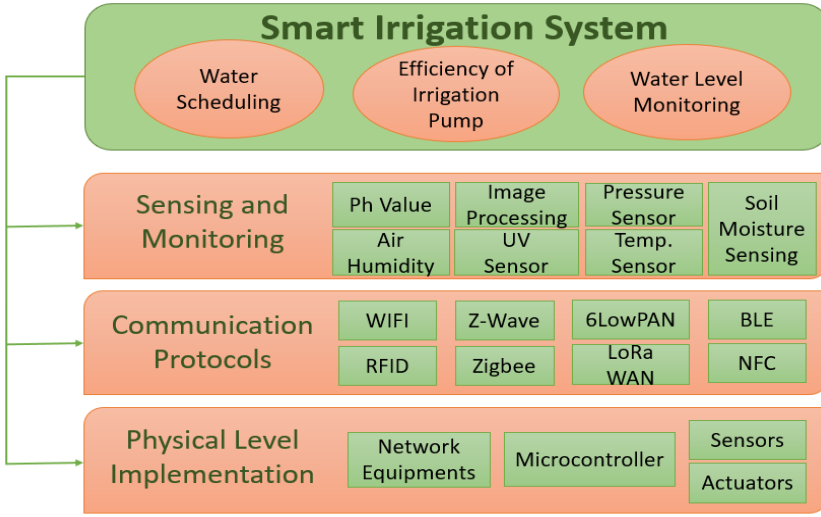 Smart Irrigation System
Water
Scheduling
Efficiency of
Irrigation
Pump
Water Level
Monitoring
Sensing and
Monitoring
Ph Value
Image
Processing
Pressure
Sensor
Soil
Moisture
Sensing
Air
Humidity
UV
Sensor
Temp.
Sensor
Communication
Protocols
WIFI
Z-Wave
6LowPAN
BLE
RFID
Zigbee
LoRa
WAN
NFC
Physical Level
Implementation
Network
Equipments
Microcontroller
Sensors
Actuators